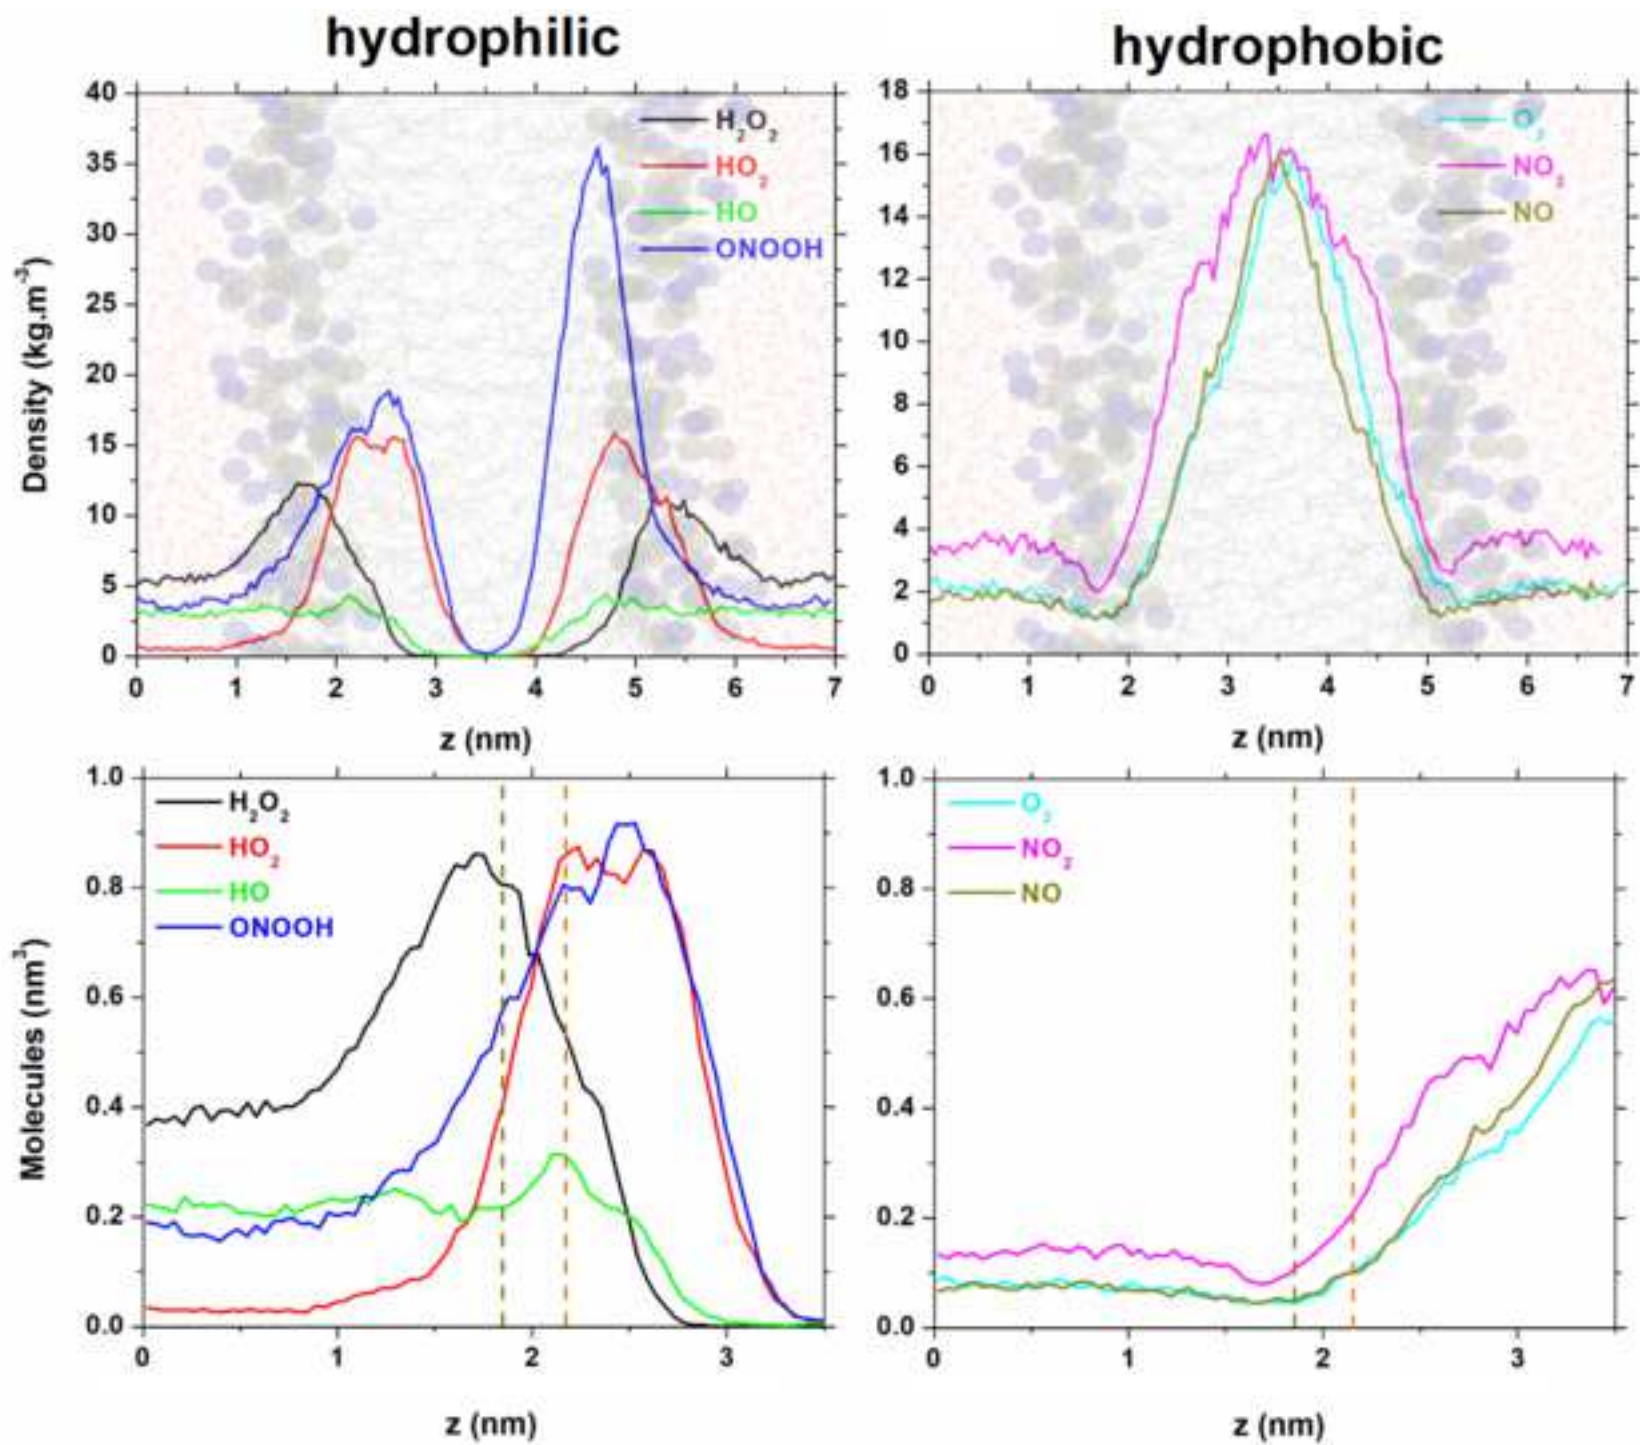 hydrophilic
hydrophobic
Density (kg.m⁻³)
40
35
30
25
20
15
10
5
0
H₂O₂
HO₂
HO
ONOOH
0 1 2 3 4 5 6 7
z (nm)
18
16
14
12
10
8
6
4
2
0
O₂
NO₂
NO
0 1 2 3 4 5 6 7
z (nm)
Molecules (nm³)
1.0
0.8
0.6
0.4
0.2
0.0
H₂O₂
HO₂
HO
ONOOH
0 1 2 3
z (nm)
1.0
0.8
0.6
0.4
0.2
0.0
O₂
NO₂
NO
0 1 2 3
z (nm)